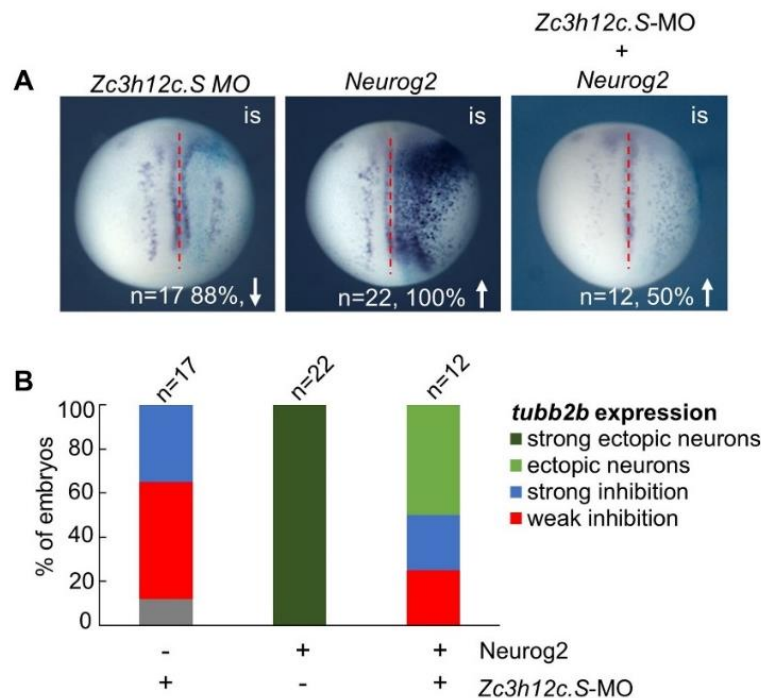 Zc3h12c.S-MO
+
A
Zc3h12c.S MO
Neurog2
Neurog2
is
is
is
n=17 88%, ↓
n=22, 100% ↑
n=12, 50% ↑
B
n=17
n=22
n=12
100
80
60
40
20
0
% of embryos
tubb2b expression
strong ectopic neurons
ectopic neurons
strong inhibition
weak inhibition
- + + Neurog2
+ - + Zc3h12c.S-MO